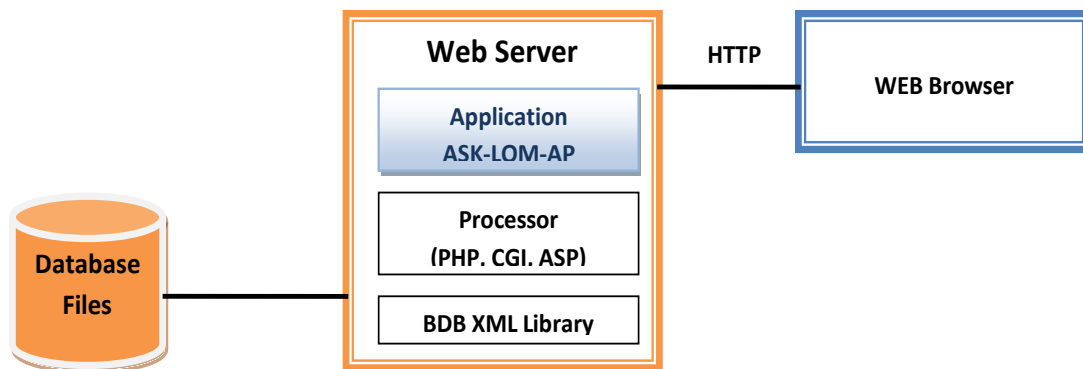 Web Server
HTTP
WEB Browser
Application
ASK-LOM-AP
Processor
(PHP, CGI, ASP)
Database
Files
BDB XML Library